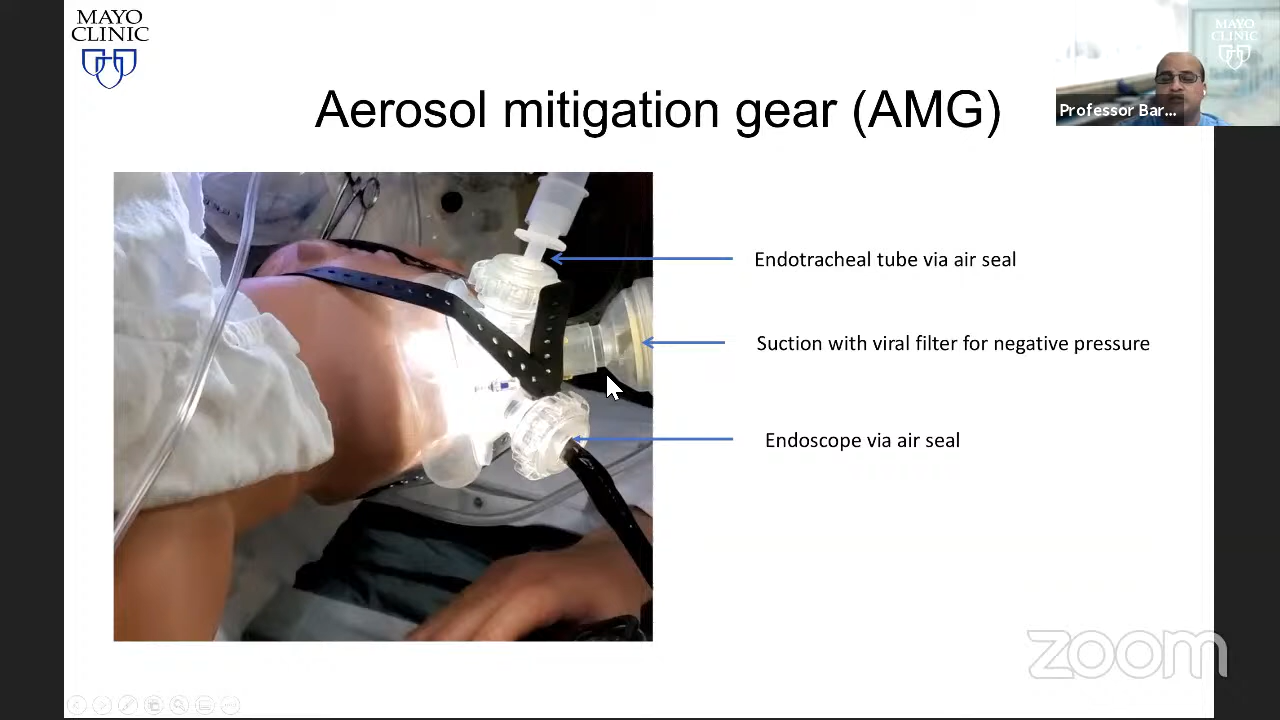 MAYO
CLINIC
MAYO
CLINIC
Professor Bar...
Aerosol mitigation gear (AMG)
Endotracheal tube via air seal
Suction with viral filter for negative pressure
Endoscope via air seal
zoom